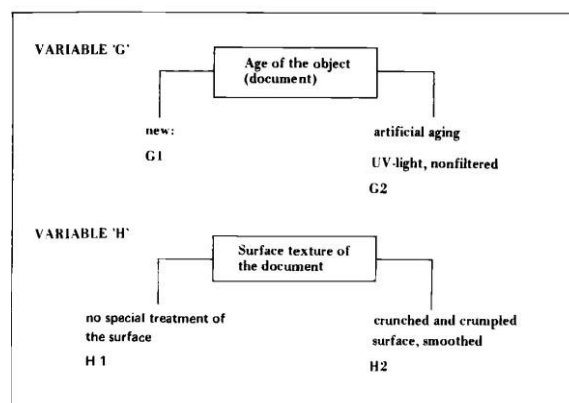 VARIABLE 'G'
Age of the object
(document)
new:
G1
artificial aging
UV-light, nonfiltered
G2
VARIABLE 'H'
Surface texture of
the document
no special treatment of
the surface
H 1
crunched and crumpled
surface, smoothed
H2